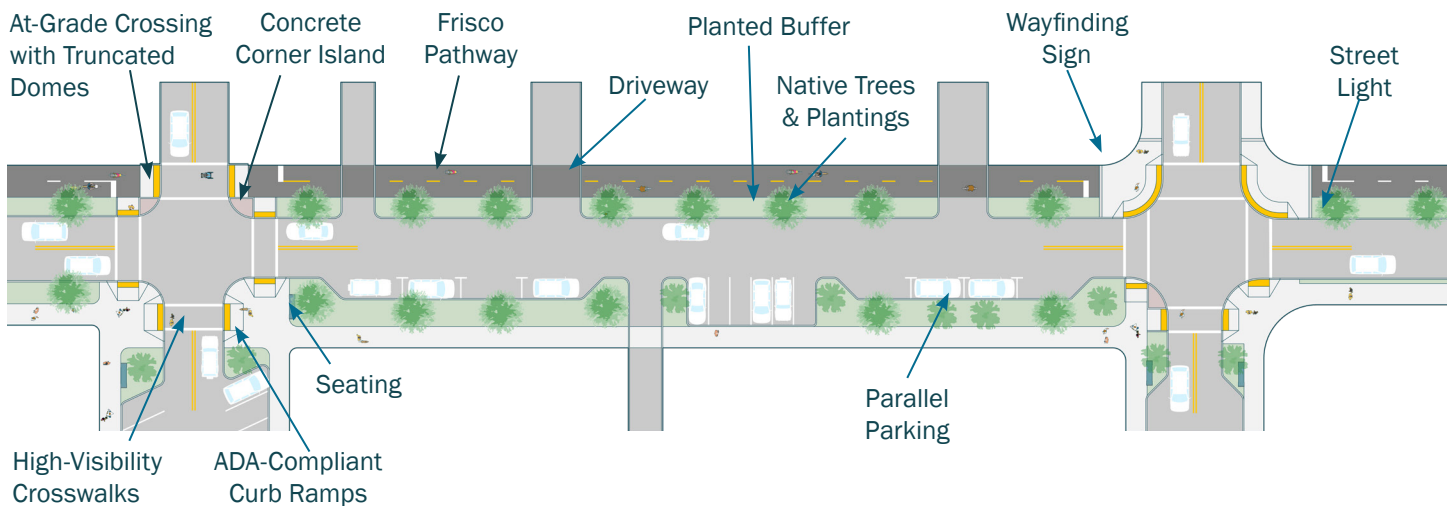 At-Grade Crossing
with Truncated
Domes
Concrete
Corner Island
Frisco
Pathway
Driveway
Planted Buffer
Native Trees
& Plantings
Wayfinding
Sign
Street
Light
Seating
Parallel
Parking
High-Visibility
Crosswalks
ADA-Compliant
Curb Ramps